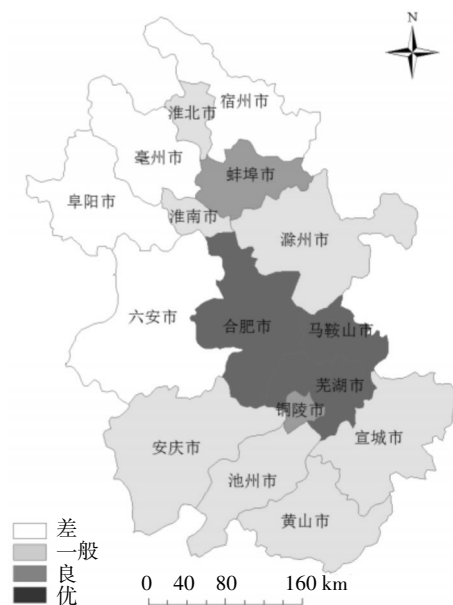 N
宿州市
淮北市
亳州市
蚌埠市
阜阳市
淮南市
滁州市
六安市
合肥市
马鞍山市
芜湖市
铜陵市
宣城市
安庆市
池州市
黄山市
差
一般
良
优
0 40 80 160 km